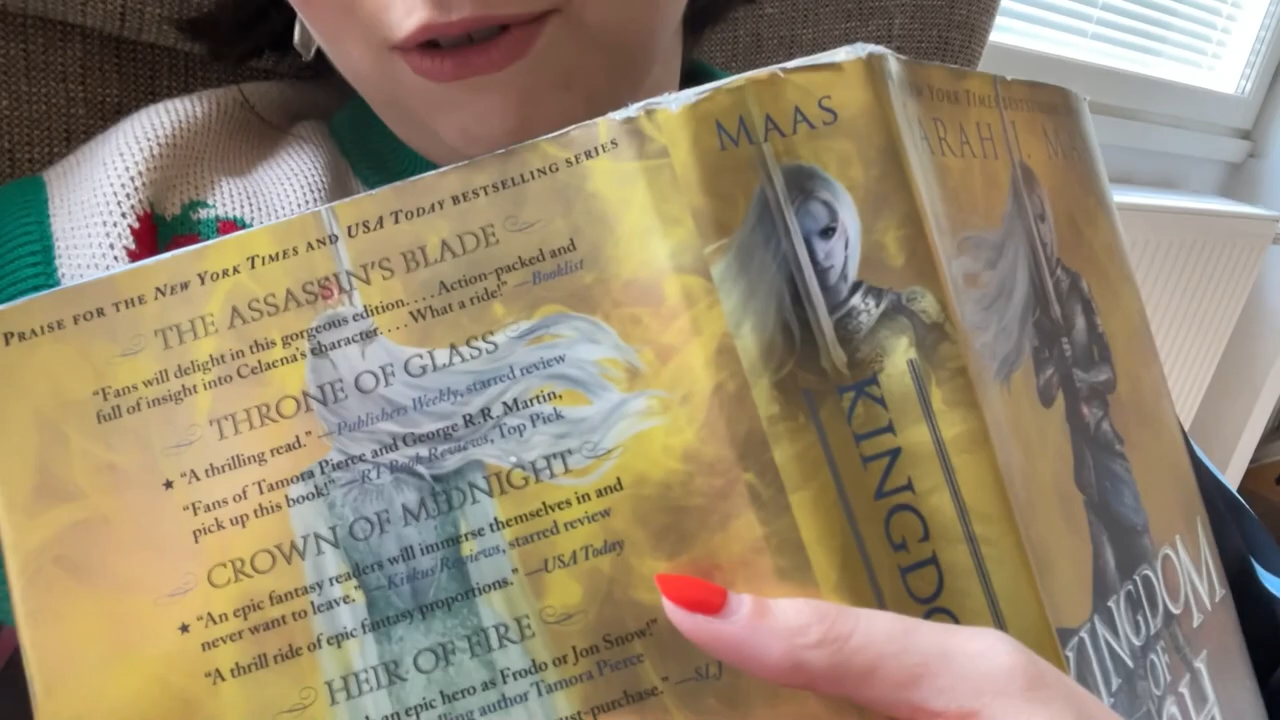 PRAISE FOR THE NEW YORK TIMES AND USA TODAY BESTSELLING SERIES
THE ASSASSIN'S BLADE
“Fans will delight in this gorgeous edition. . . . Action-packed and
full of insight into Celaena's character. . . . What a ride!” —Booklist
THRONE OF GLASS
★ “A thrilling read.” —Publishers Weekly, starred review
“Fans of Tamora Pierce and George R.R. Martin,
pick up this book!” —RT Book Reviews, Top Pick
CROWN OF MIDNIGHT
★ “An epic fantasy readers will immerse themselves in and
never want to leave.” —Kirkus Reviews, starred review
“A thrill ride of epic fantasy proportions.” —USA Today
HEIR OF FIRE
an epic hero as Frodo or Jon Snow!”
author Tamora Pierce
—SLJ
MAAS
KINGDO
YORK TIMES BESTSELLING
ARAH J. MA
KINGDOM
OF